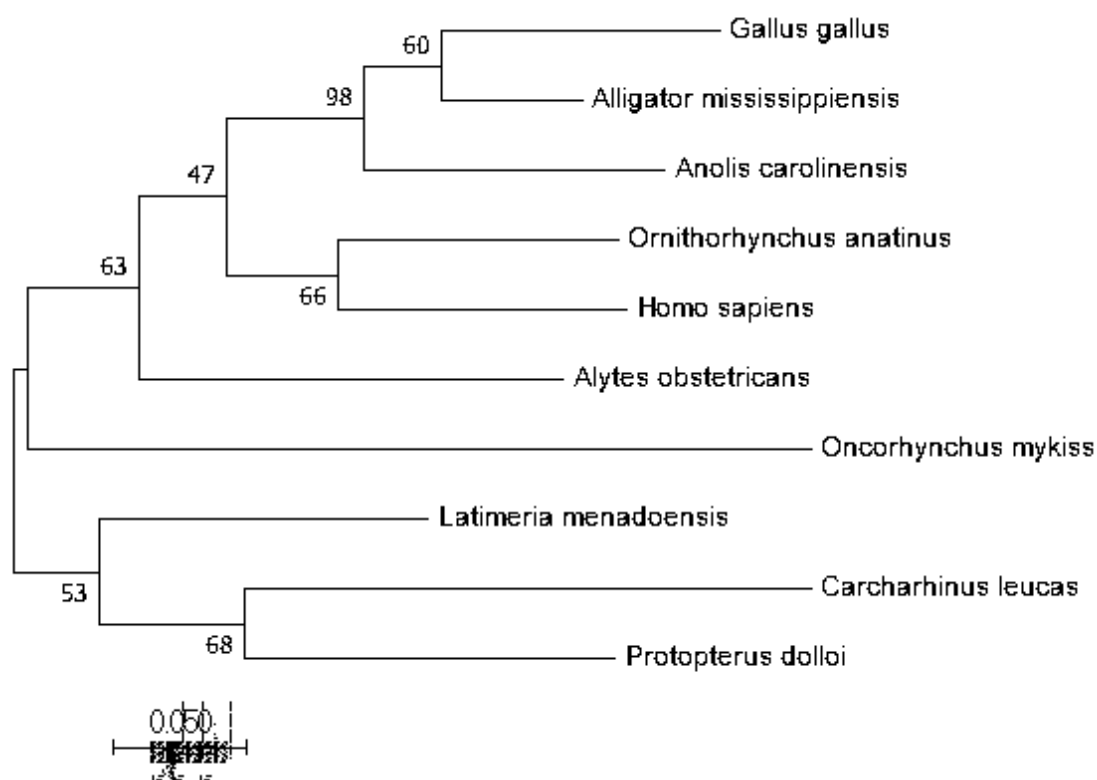 Gallus gallus
60
Alligator mississippiensis
98
Anolis carolinensis
47
Ornithorhynchus anatinus
63
66
Homo sapiens
Alytes obstetricans
Oncorhynchus mykiss
Latimeria menadoensis
53
Carcharhinus leucas
68
Protopterus dolloi